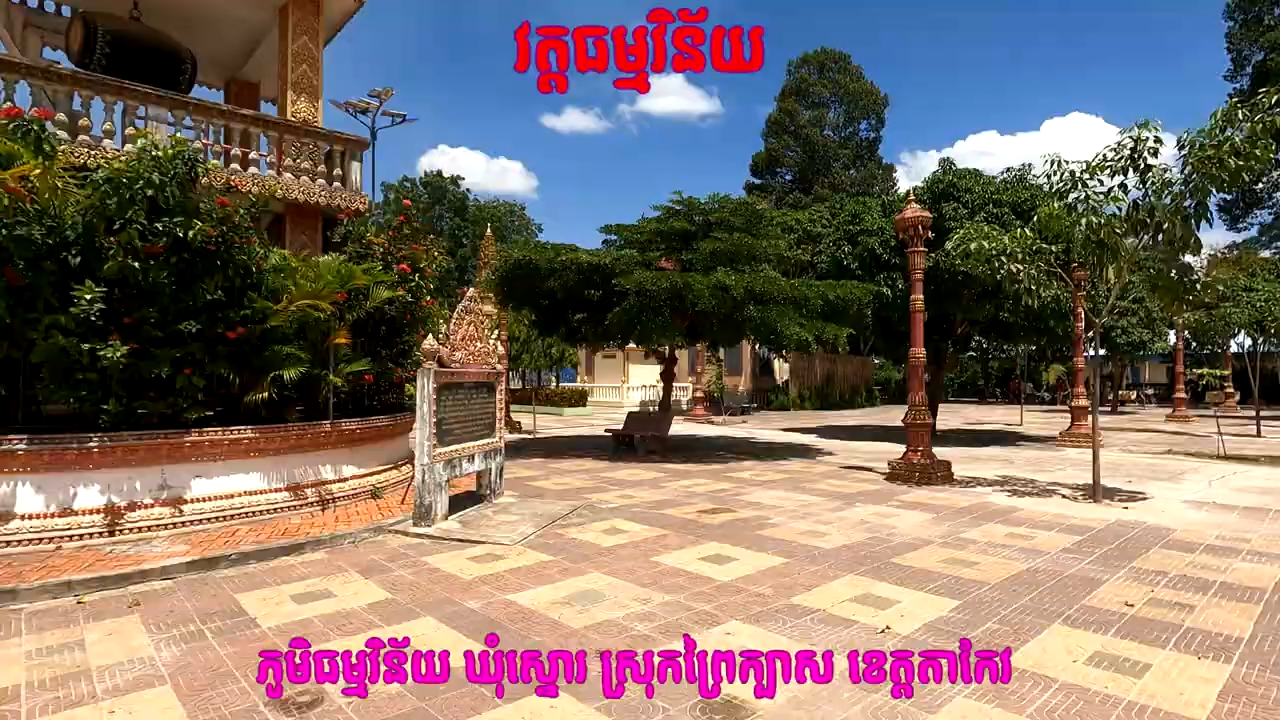 វត្តធម្មវិន័យ
ភូមិធម្មវិន័យ ឃុំស្នោរ ស្រុកព្រៃក្បាស ខេត្តតាកែវ